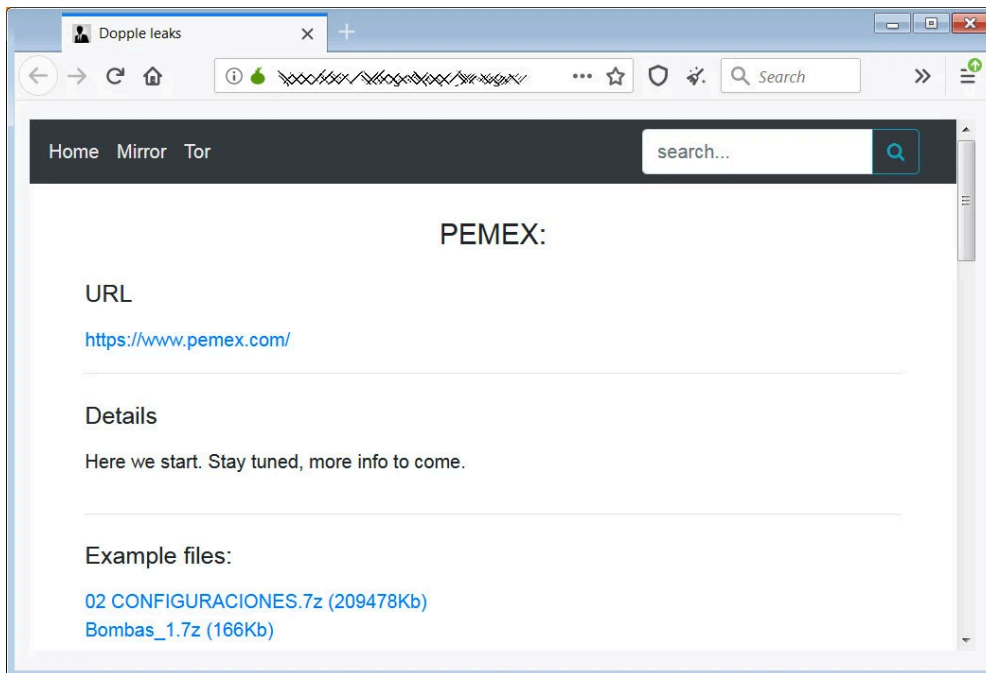 Dopple leaks
Search
Home Mirror Tor
search...
PEMEX:
URL
https://www.pemex.com/
Details
Here we start. Stay tuned, more info to come.
Example files:
02 CONFIGURACIONES.7z (209478Kb)
Bombas_1.7z (166Kb)